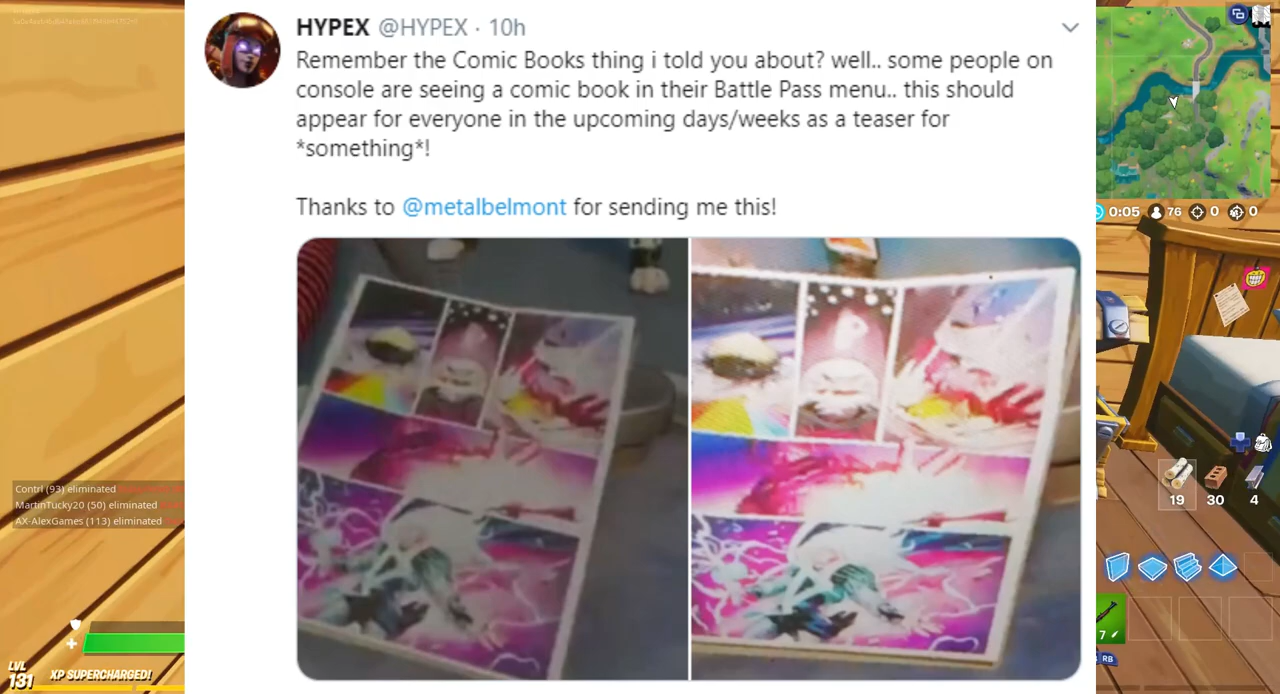 HYPEX @HYPEX · 10h
Remember the Comic Books thing i told you about? well.. some people on
console are seeing a comic book in their Battle Pass menu.. this should
appear for everyone in the upcoming days/weeks as a teaser for
*something*!
Thanks to @metalbelmont for sending me this!
0:05 76 0 0
Contrl (93) eliminated
MartinTucky20 (50) eliminated
AX-AlexGames (113) eliminated
19 30 4
7
RB
LVL
131 XP SUPERCHARGED!